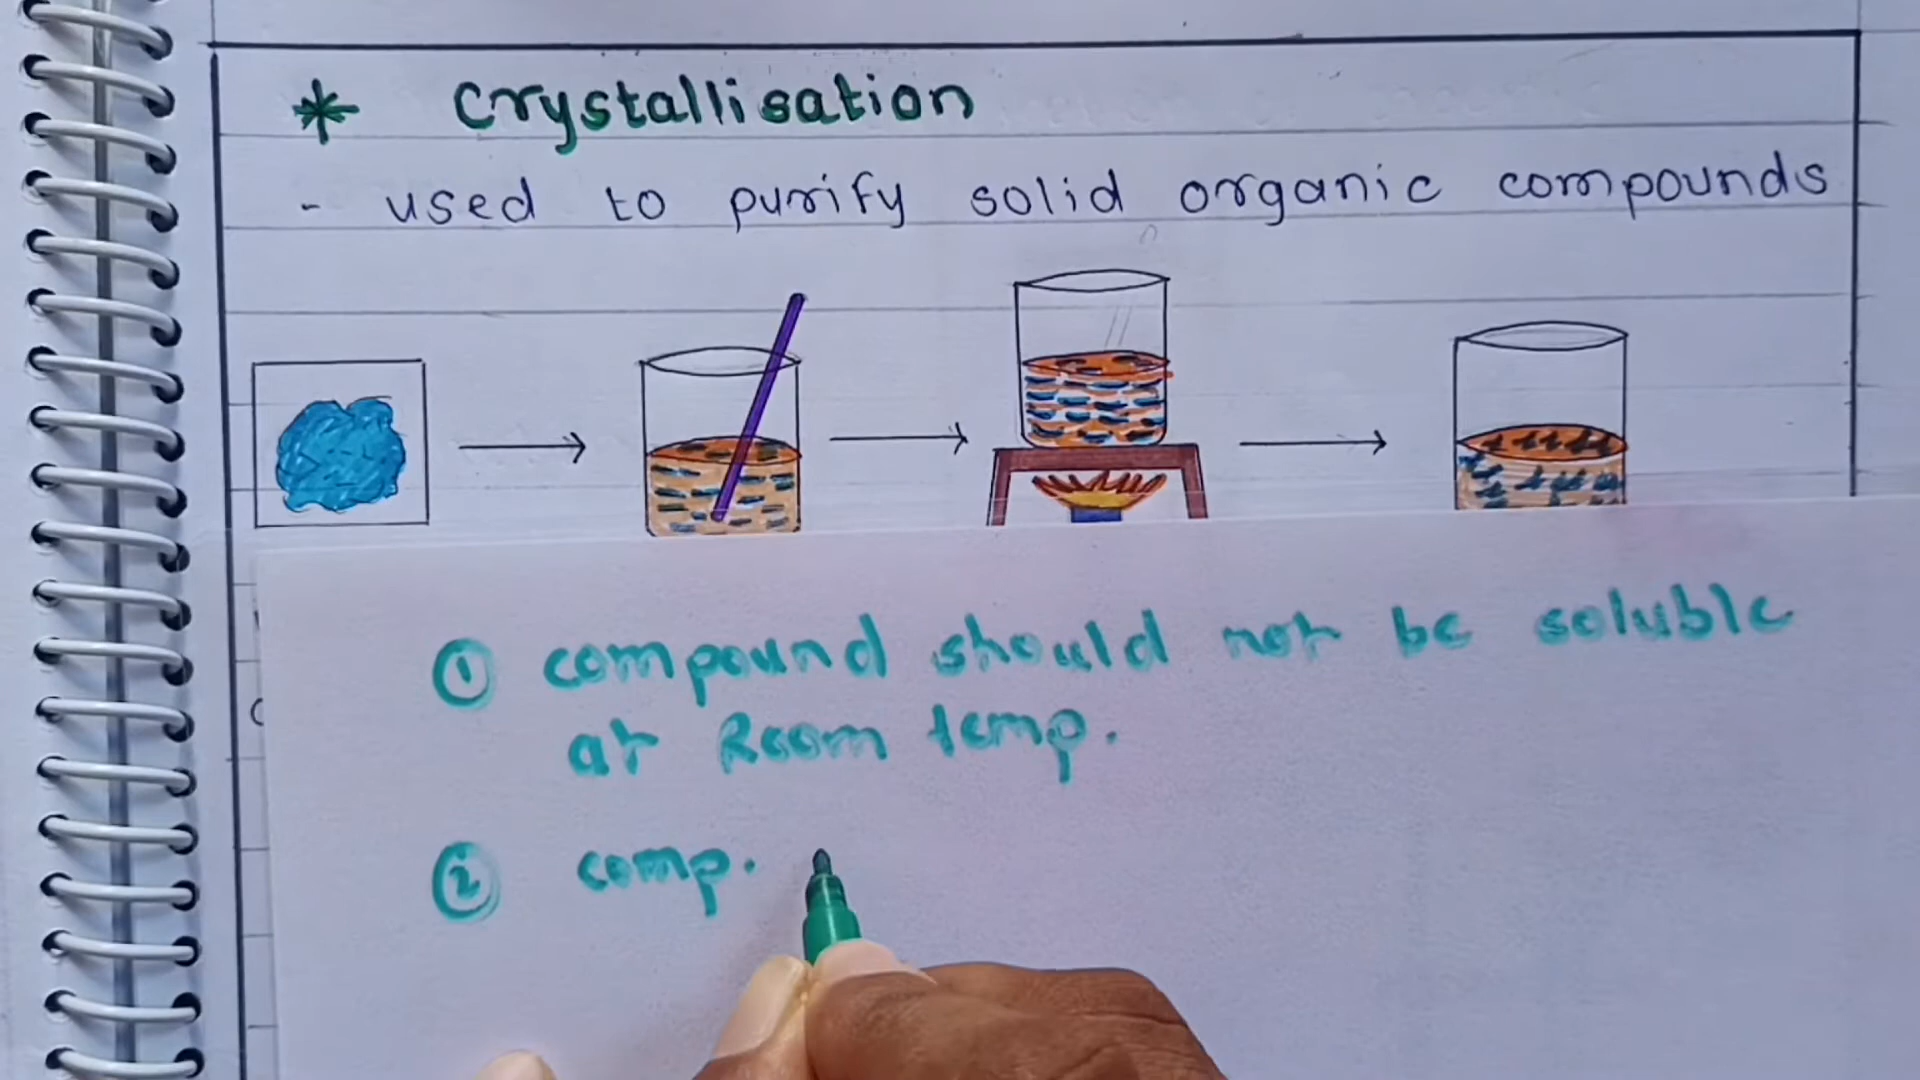 * Crystallisation
- used to purify solid organic compounds
① compound should not be soluble
at Room temp.
② comp.